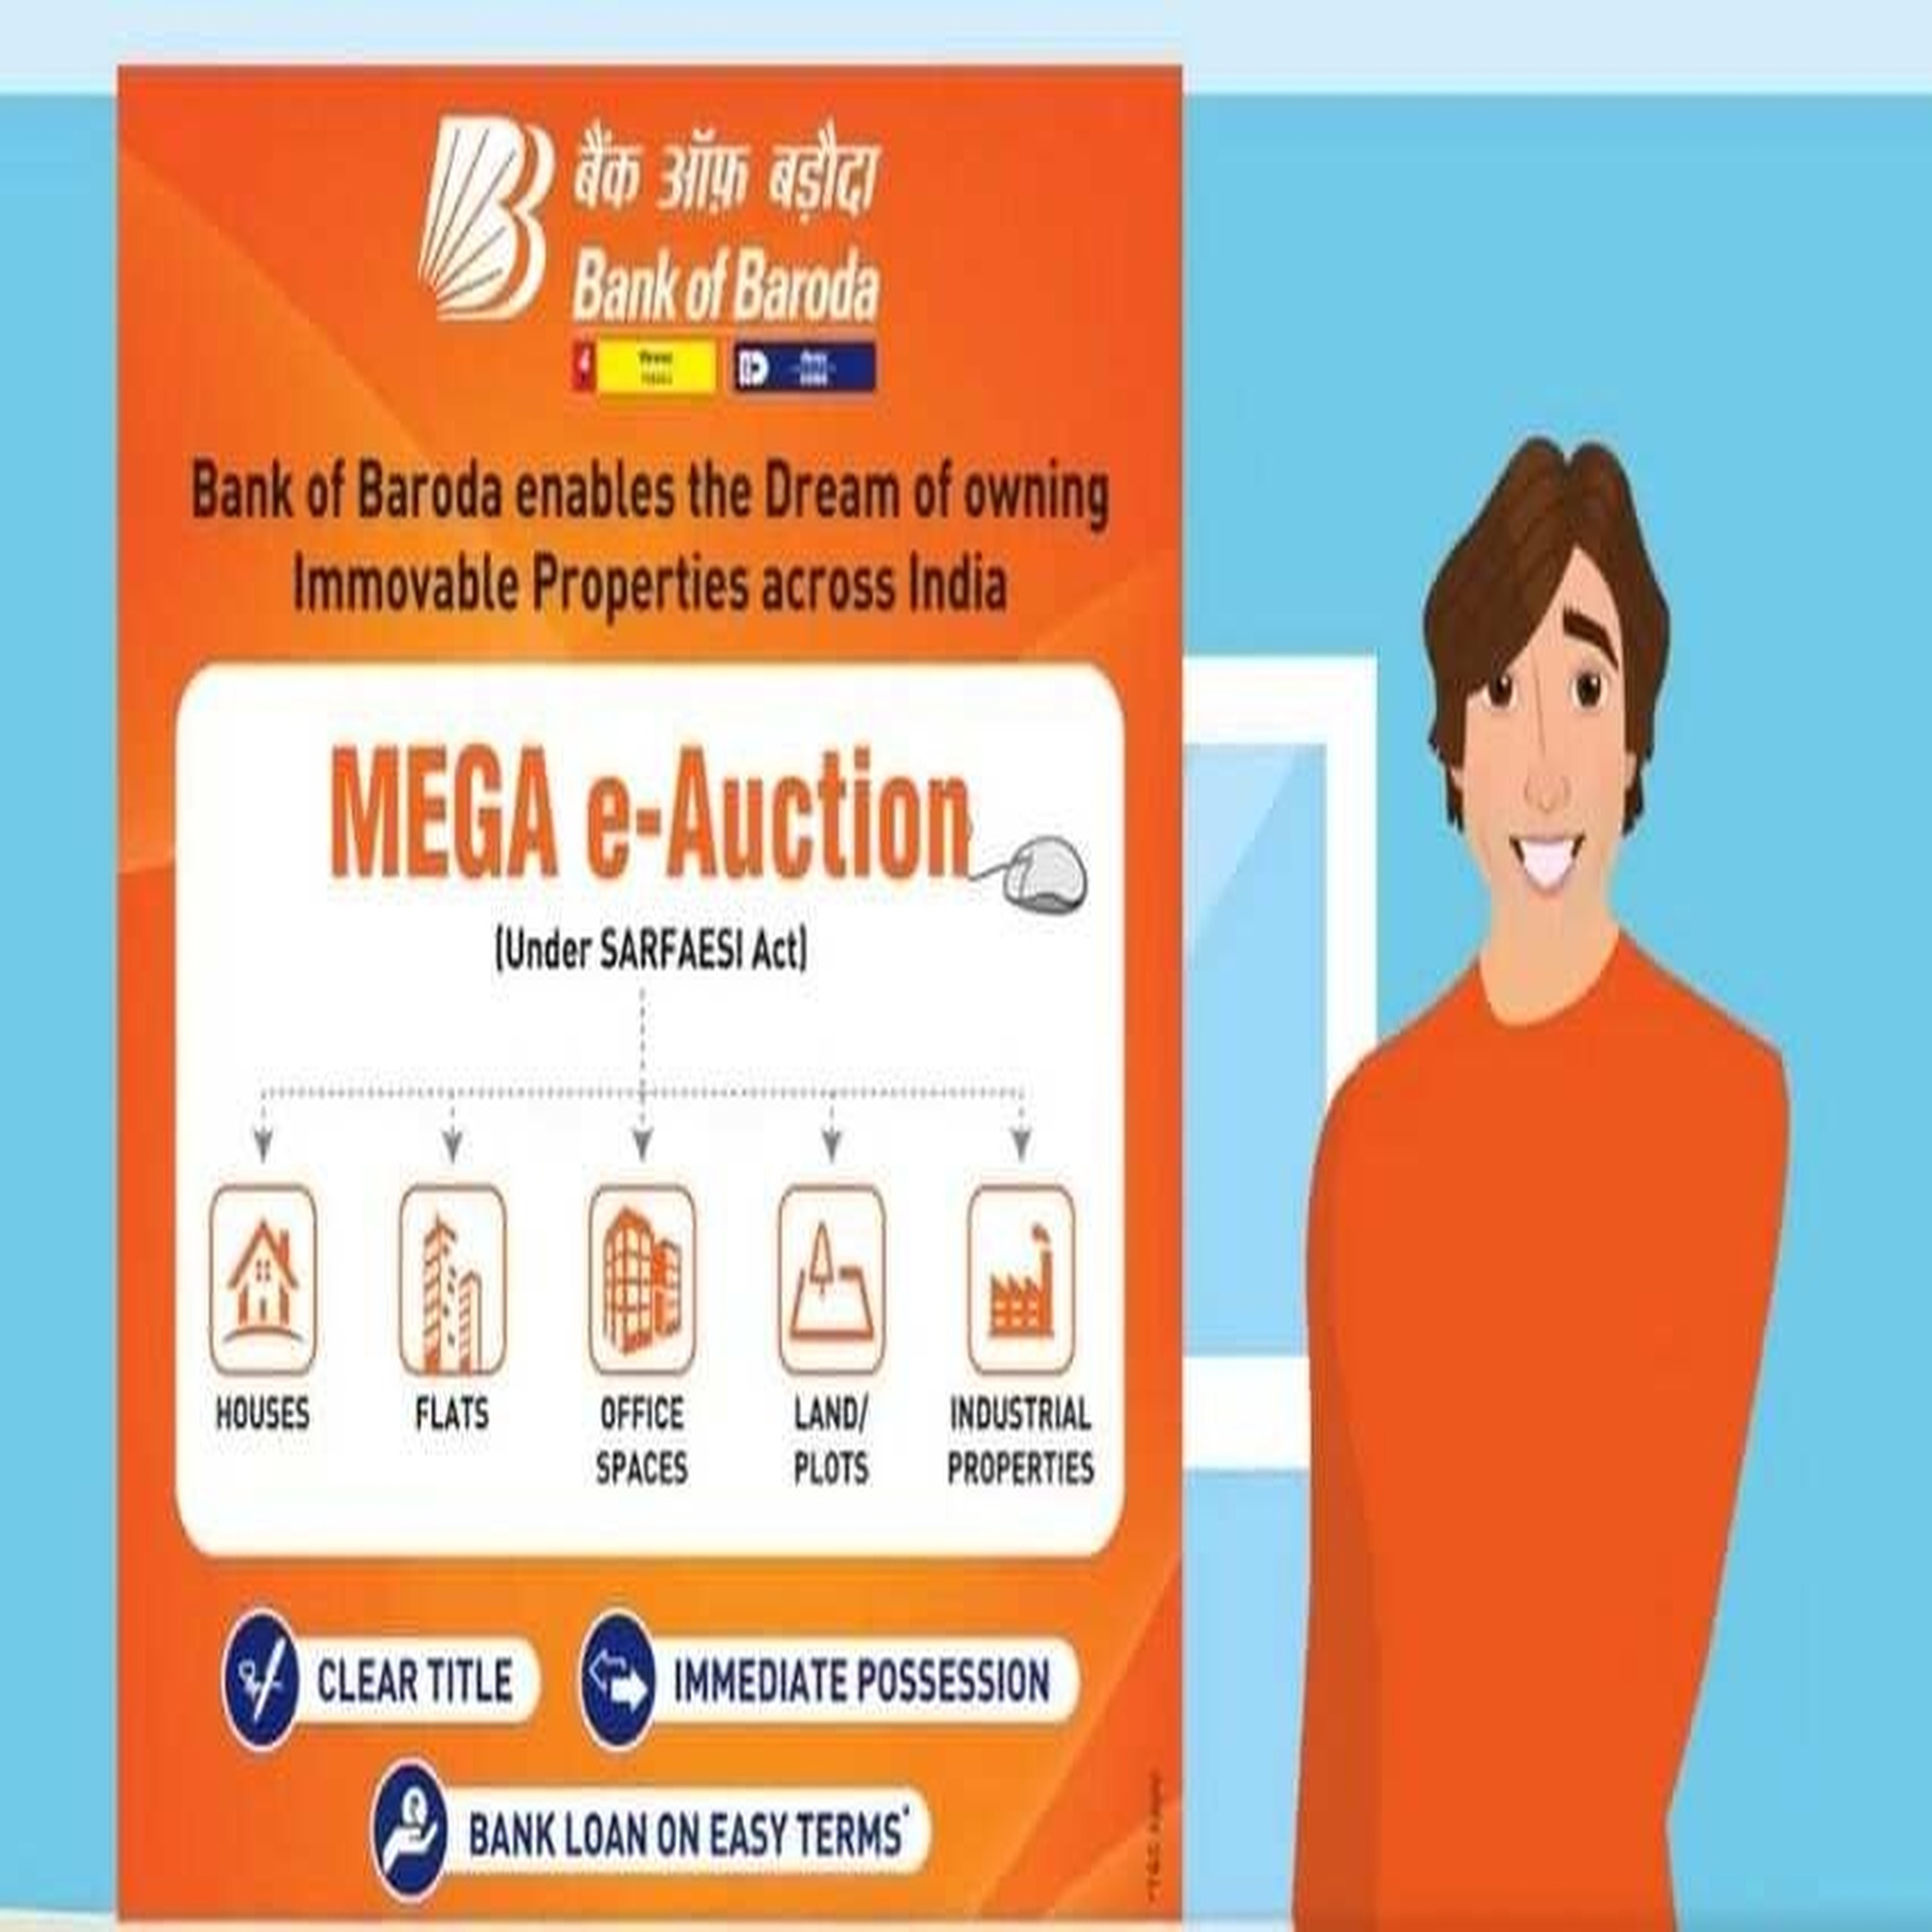 बैंक ऑफ़ बड़ौदा
Bank of Baroda
Bank of Baroda enables the Dream of owning
Immovable Properties across India
MEGA e-Auction
(Under SARFAESI Act)
HOUSES
FLATS
OFFICE
SPACES
LAND/
PLOTS
INDUSTRIAL
PROPERTIES
CLEAR TITLE
IMMEDIATE POSSESSION
BANK LOAN ON EASY TERMS*
*T&C Apply